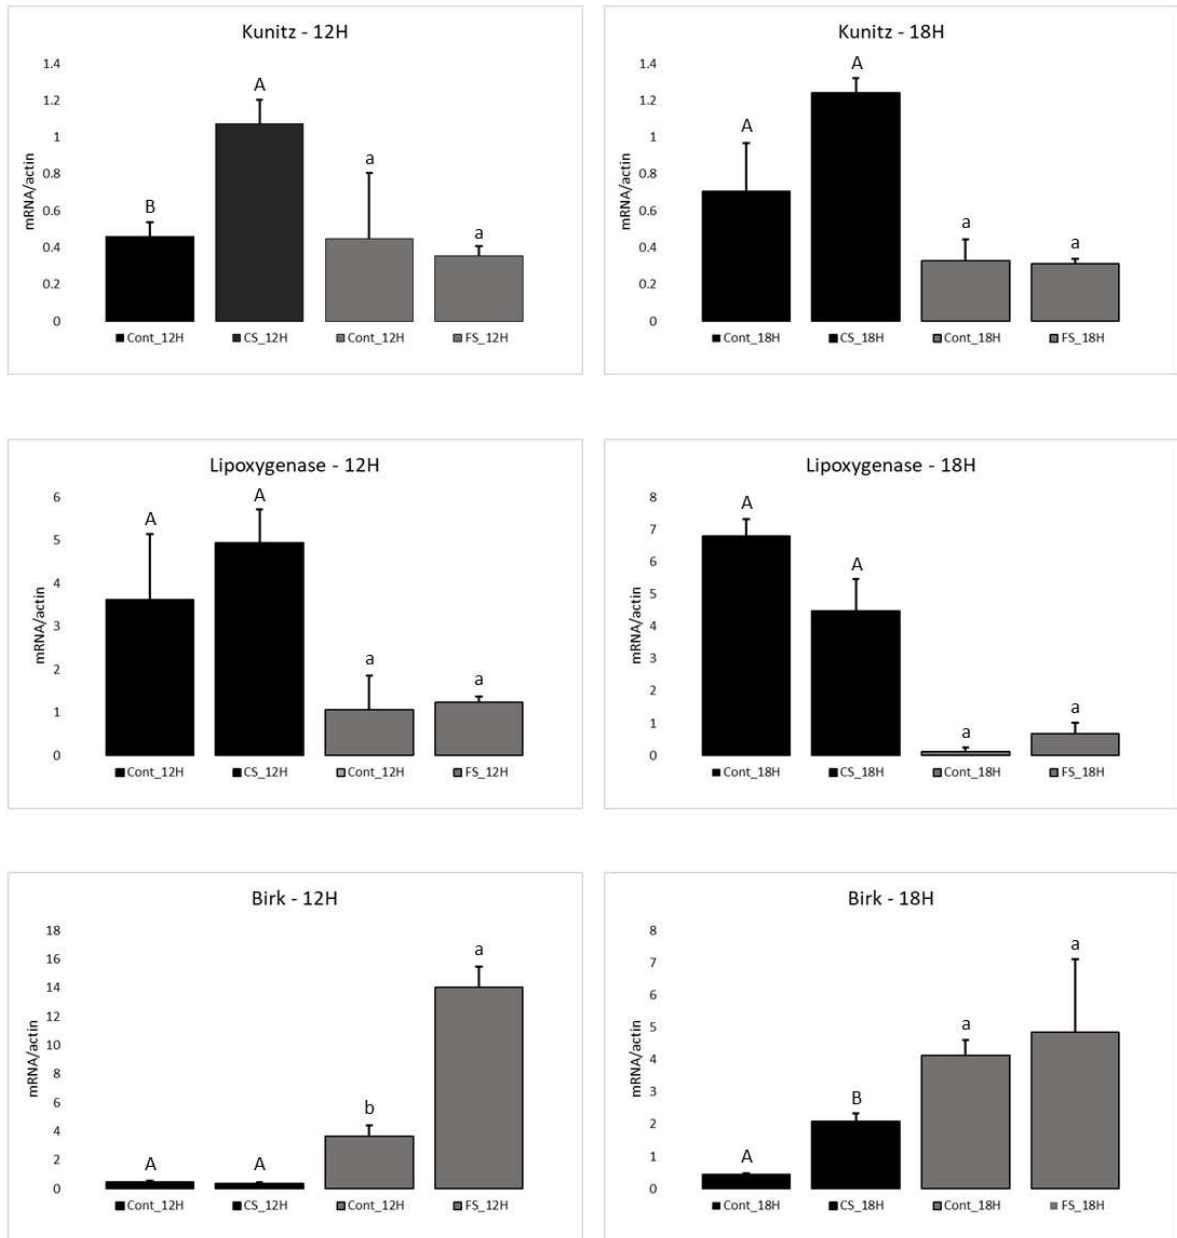 Kunitz - 12H
1.4
1.2
1
0.8
0.6
0.4
0.2
0
mRNA/actin
B
A
a
a
Cont_12H CS_12H Cont_12H FS_12H
Kunitz - 18H
1.4
1.2
1
0.8
0.6
0.4
0.2
0
mRNA/actin
A
A
a
a
Cont_18H CS_18H Cont_18H FS_18H
Lipoxygenase - 12H
6
5
4
3
2
1
0
mRNA/actin
A
A
a
a
Cont_12H CS_12H Cont_12H FS_12H
Lipoxygenase - 18H
8
7
6
5
4
3
2
1
0
mRNA/actin
A
A
a
a
Cont_18H CS_18H Cont_18H FS_18H
Birk - 12H
18
16
14
12
10
8
6
4
2
0
mRNA/actin
A
A
b
a
Cont_12H CS_12H Cont_12H FS_12H
Birk - 18H
8
7
6
5
4
3
2
1
0
mRNA/actin
A
B
a
a
Cont_18H CS_18H Cont_18H FS_18H